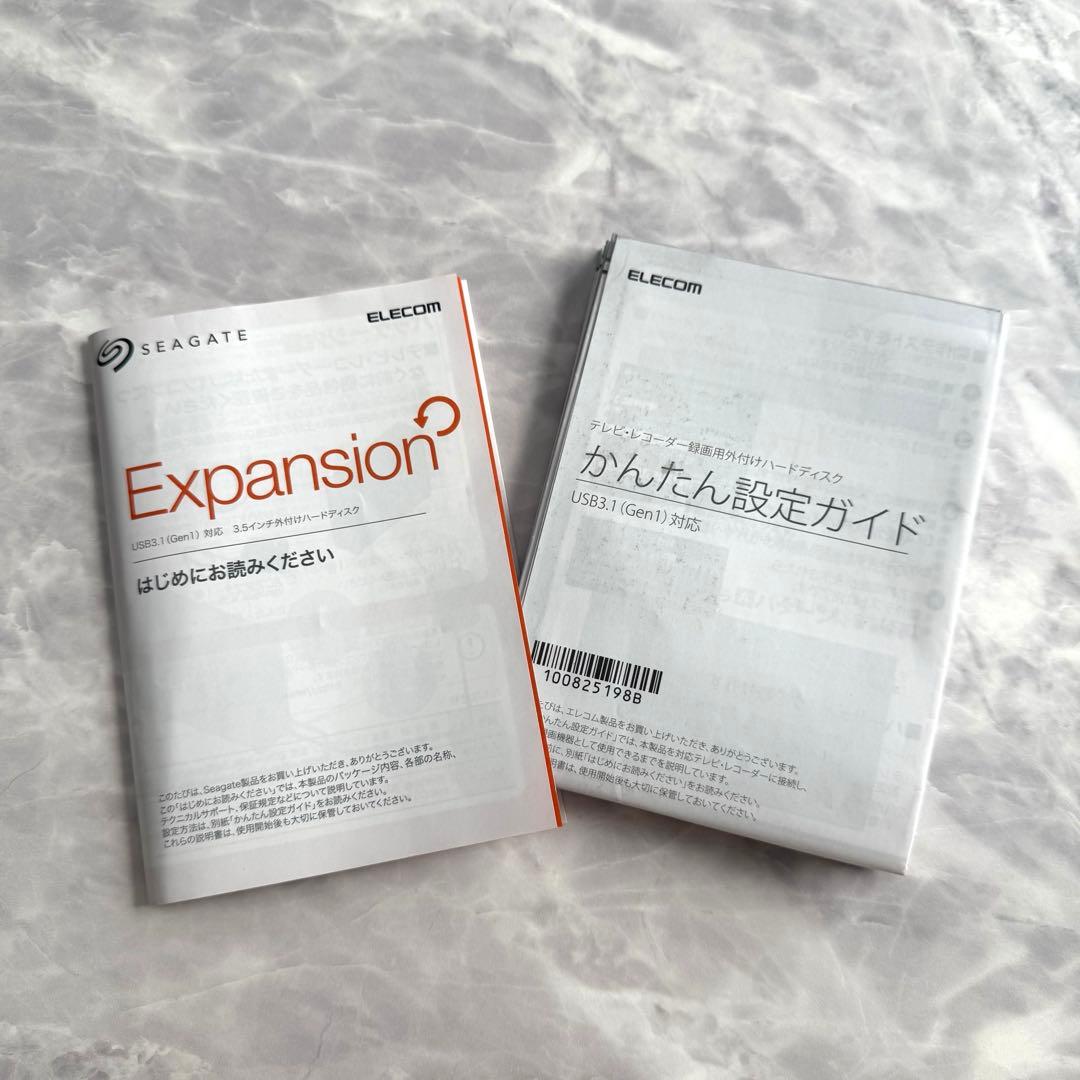 SEAGATE
ELECOM
Expansion
USB3.1（Gen1）対応　3.5インチ外付けハードディスク
はじめにお読みください
このたびは、Seagate製品をお買い上げいただき、ありがとうございます。
この「はじめにお読みください」では、本製品のパッケージ内容、各部の名称、
テクニカルサポート、保証規定などについて説明しています。
設定方法は、別紙「かんたん設定ガイド」をお読みください。
これらの説明書は、使用開始後も大切に保管しておいてください。
ELECOM
テレビ・レコーダー録画用外付けハードディスク
かんたん設定ガイド
USB3.1（Gen1）対応
100825198B
たびは、エレコム製品をお買い上げいただき、ありがとうございます。
かんたん設定ガイド」では、本製品を対応テレビ・レコーダーに接続し、
画機器として使用できるまでを説明しています。
前に、別紙「はじめにお読みください」をお読みください。
明書は、使用開始後も大切に保管しておいてください。